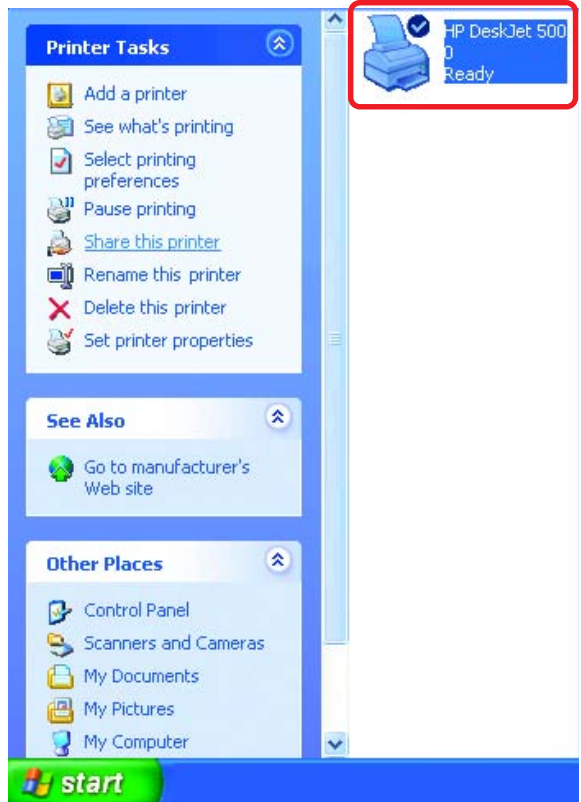 Printer Tasks
Add a printer
See what's printing
Select printing
preferences
Pause printing
Share this printer
Rename this printer
Delete this printer
Set printer properties
See Also
Go to manufacturer's
Web site
Other Places
Control Panel
Scanners and Cameras
My Documents
My Pictures
My Computer
HP DeskJet 500
0
Ready
start